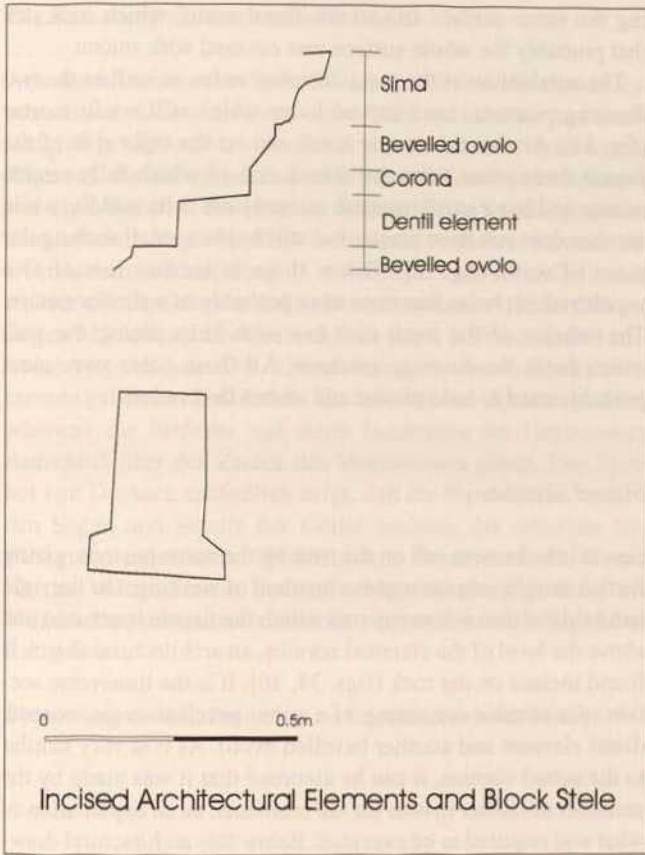 Sima
Bevelled ovolo
Corona
Dentil element
Bevelled ovolo
0 0.5m
Incised Architectural Elements and Block Stele